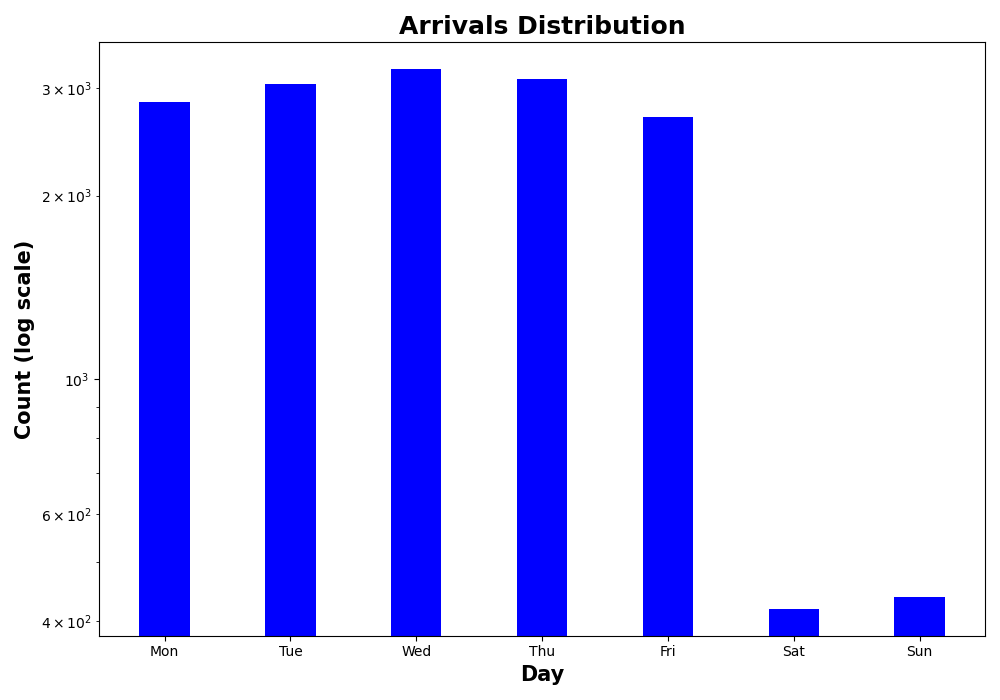 Arrivals Distribution
Count (log scale)
3 × 10³
2 × 10³
10³
6 × 10²
4 × 10²
Mon Tue Wed Thu Fri Sat Sun
Day